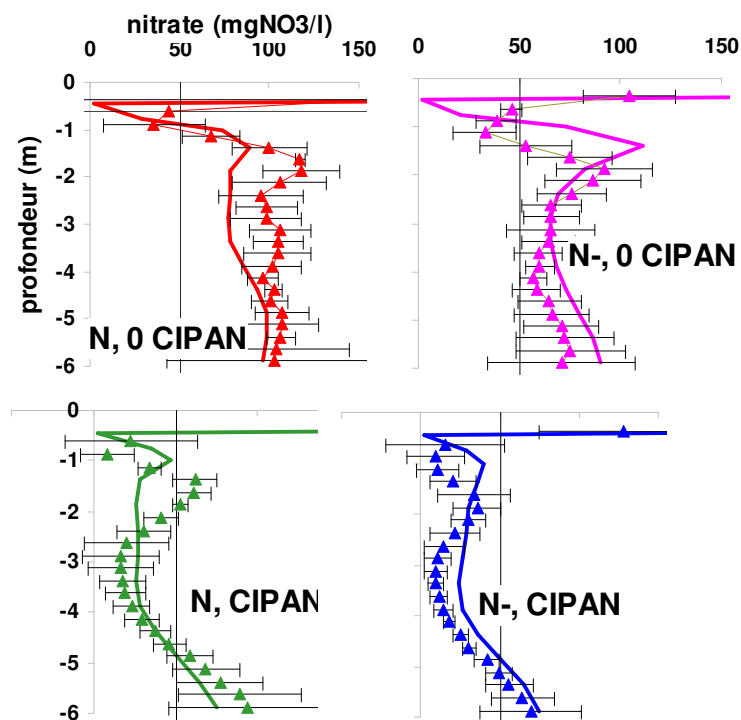 nitrate (mgNO3/l)
0 50 100 150
0 50 100 150
profondeur (m)
0
-1
-2
-3
-4
-5
-6
N, 0 CIPAN
N-, 0 CIPAN
0
-1
-2
-3
-4
-5
-6
N, CIPAN
N-, CIPAN